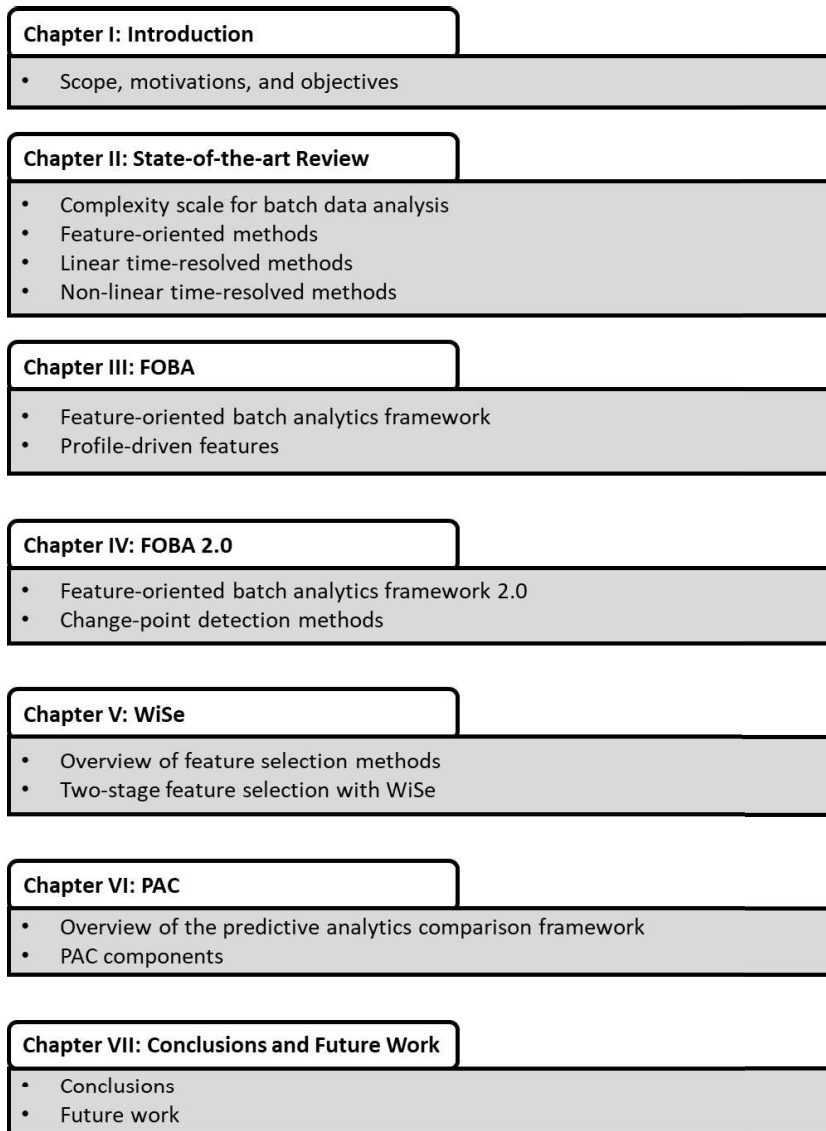 Chapter I: Introduction
• Scope, motivations, and objectives
Chapter II: State-of-the-art Review
• Complexity scale for batch data analysis
• Feature-oriented methods
• Linear time-resolved methods
• Non-linear time-resolved methods
Chapter III: FOBA
• Feature-oriented batch analytics framework
• Profile-driven features
Chapter IV: FOBA 2.0
• Feature-oriented batch analytics framework 2.0
• Change-point detection methods
Chapter V: WiSe
• Overview of feature selection methods
• Two-stage feature selection with WiSe
Chapter VI: PAC
• Overview of the predictive analytics comparison framework
• PAC components
Chapter VII: Conclusions and Future Work
• Conclusions
• Future work